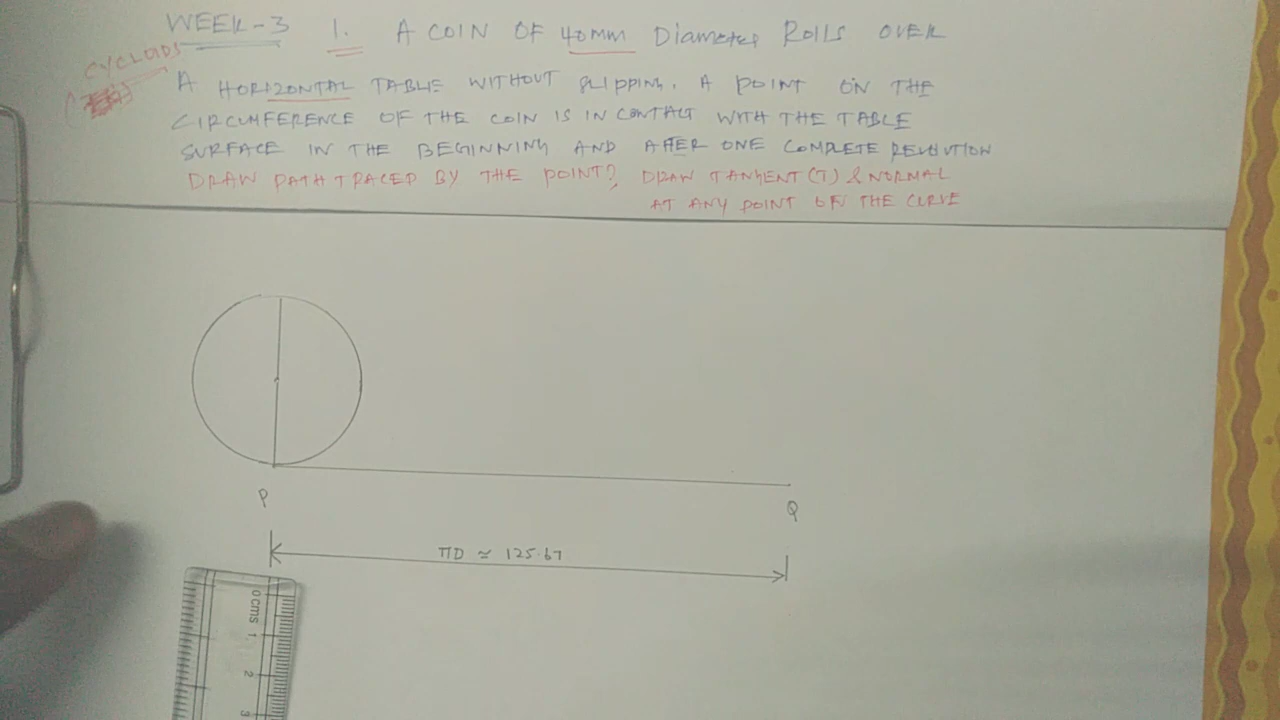 WEEK-3 1. A COIN OF 40mm Diameter Rolls OVER
CYCLOIDS
A HORIZONTAL TABLE WITHOUT SLIPPING. A POINT ON THE
CIRCUMFERENCE OF THE COIN IS IN CONTACT WITH THE TABLE
SURFACE IN THE BEGINNING AND AFTER ONE COMPLETE REVOLUTION
DRAW PATH TRACED BY THE POINT? DRAW TANGENT(T) & NORMAL
AT ANY POINT ON THE CURVE
P
Q
πD ≃ 125.67
0 cms 1 2 3